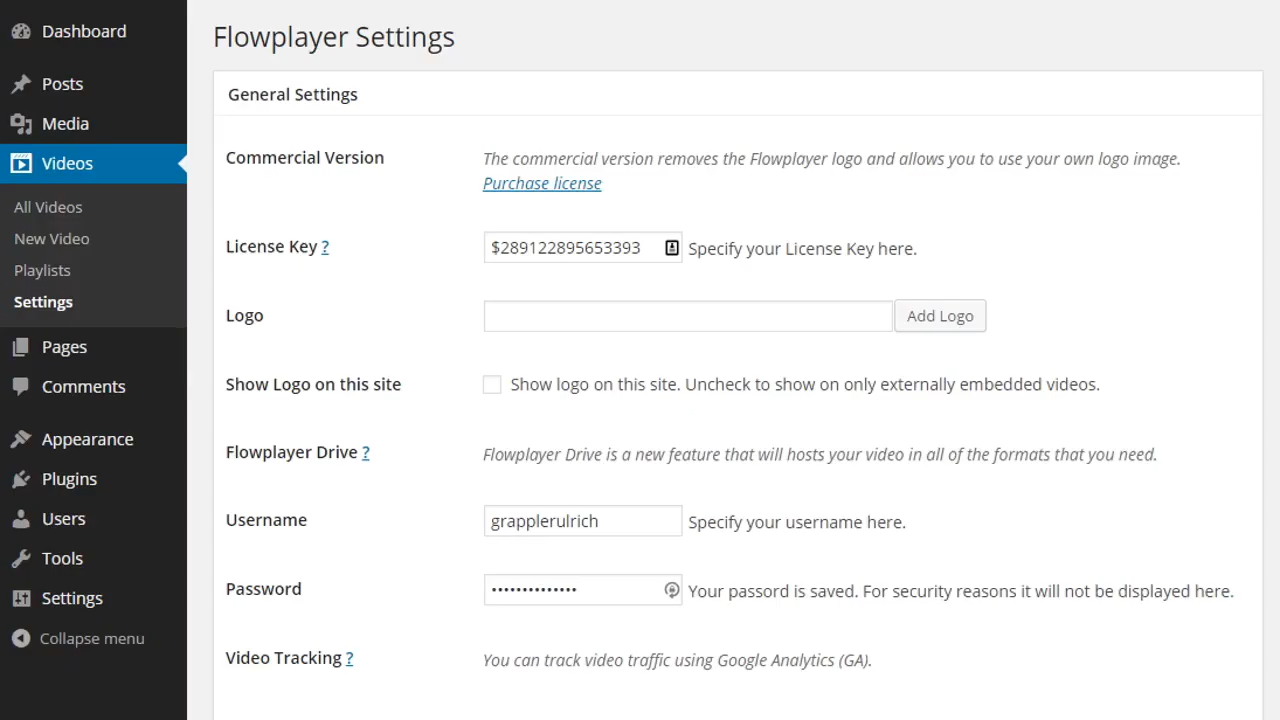 Dashboard
Posts
Media
Videos
All Videos
New Video
Playlists
Settings
Pages
Comments
Appearance
Plugins
Users
Tools
Settings
Collapse menu
Flowplayer Settings
General Settings
Commercial Version
The commercial version removes the Flowplayer logo and allows you to use your own logo image.
Purchase license
License Key ?
$289122895653393
Specify your License Key here.
Logo
Add Logo
Show Logo on this site
Show logo on this site. Uncheck to show on only externally embedded videos.
Flowplayer Drive ?
Flowplayer Drive is a new feature that will hosts your video in all of the formats that you need.
Username
grapplerulrich
Specify your username here.
Password
••••••••••••••
Your passord is saved. For security reasons it will not be displayed here.
Video Tracking ?
You can track video traffic using Google Analytics (GA).